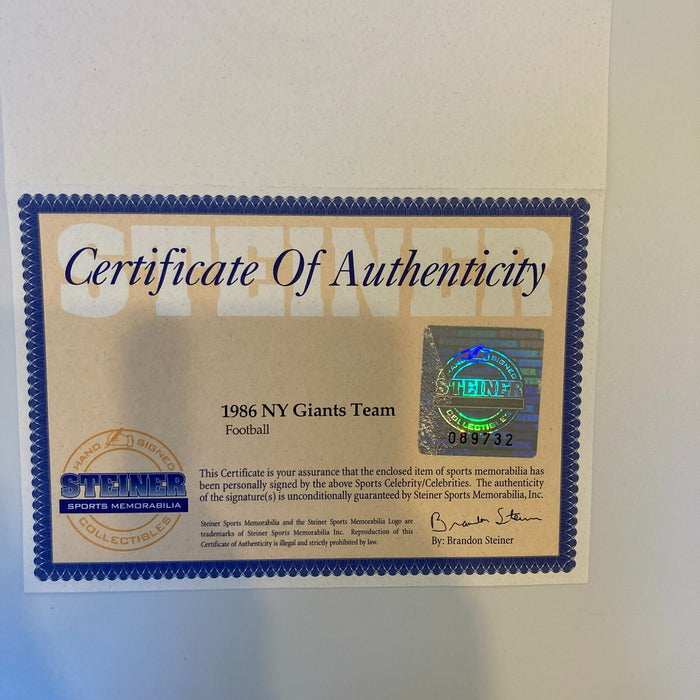 STEINER
Certificate Of Authenticity
HAND SIGNED
STEINER
COLLECTIBLES
089732
1986 NY Giants Team
Football
HAND SIGNED
STEINER
SPORTS MEMORABILIA
COLLECTIBLES
This Certificate is your assurance that the enclosed item of sports memorabilia has
been personally signed by the above Sports Celebrity/Celebrities. The authenticity
of the signature(s) is unconditionally guaranteed by Steiner Sports Memorabilia, Inc.
Steiner Sports Memorabilia and the Steiner Sports Memorabilia Logo are
trademarks of Steiner Sports Memorabilia Inc. Reproduction of this
Certificate of Authenticity is illegal and strictly prohibited by law.
Brandon Steiner
By: Brandon Steiner